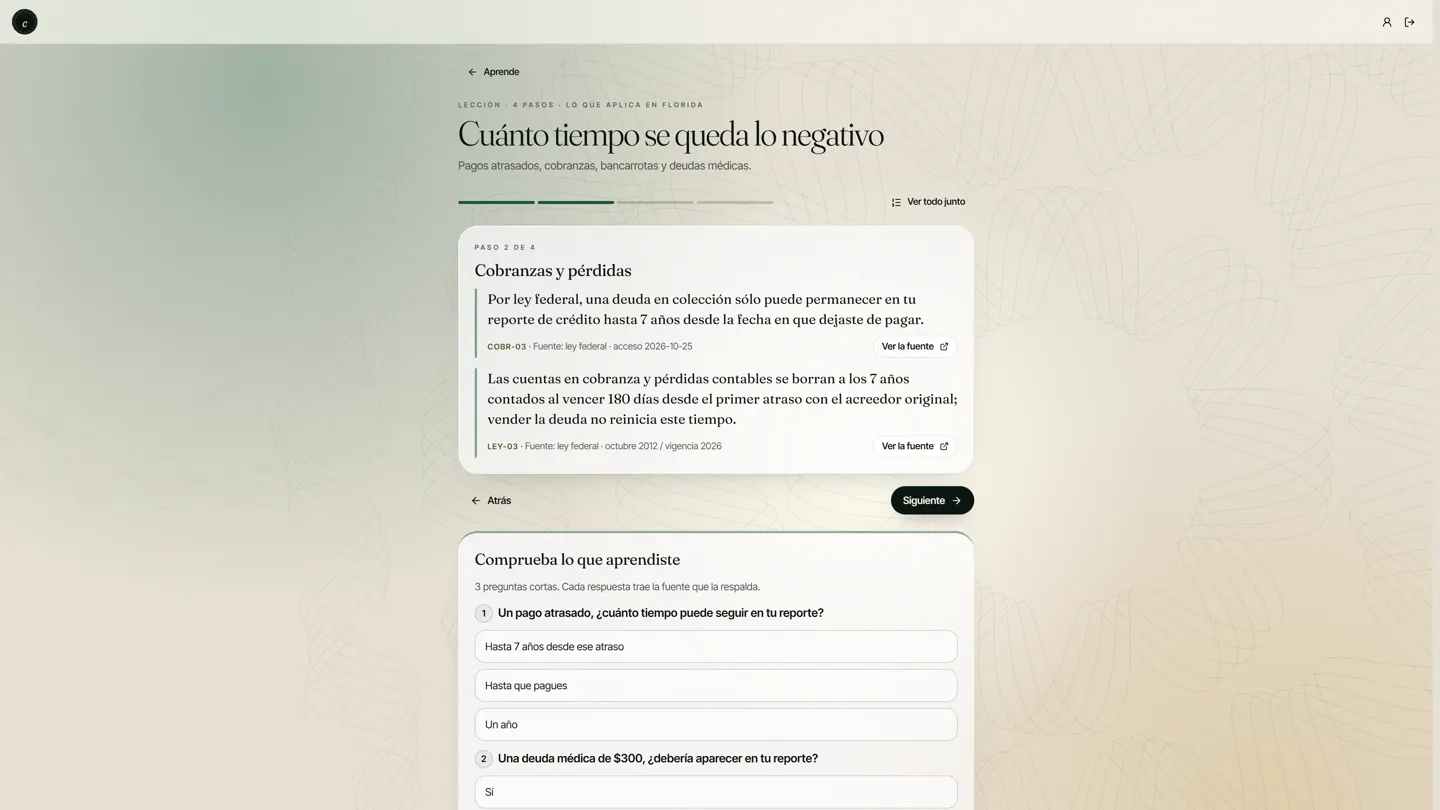 c
Aprende
LECCIÓN · 4 PASOS · LO QUE APLICA EN FLORIDA
Cuánto tiempo se queda lo negativo
Pagos atrasados, cobranzas, bancarrotas y deudas médicas.
Ver todo junto
PASO 2 DE 4
Cobranzas y pérdidas
Por ley federal, una deuda en colección sólo puede permanecer en tu
reporte de crédito hasta 7 años desde la fecha en que dejaste de pagar.
COBR-03 · Fuente: ley federal · acceso 2026-10-25
Ver la fuente
Las cuentas en cobranza y pérdidas contables se borran a los 7 años
contados al vencer 180 días desde el primer atraso con el acreedor original;
vender la deuda no reinicia este tiempo.
LEY-03 · Fuente: ley federal · octubre 2012 / vigencia 2026
Ver la fuente
Atrás
Siguiente
Comprueba lo que aprendiste
3 preguntas cortas. Cada respuesta trae la fuente que la respalda.
1 Un pago atrasado, ¿cuánto tiempo puede seguir en tu reporte?
Hasta 7 años desde ese atraso
Hasta que pagues
Un año
2 Una deuda médica de $300, ¿debería aparecer en tu reporte?
Sí